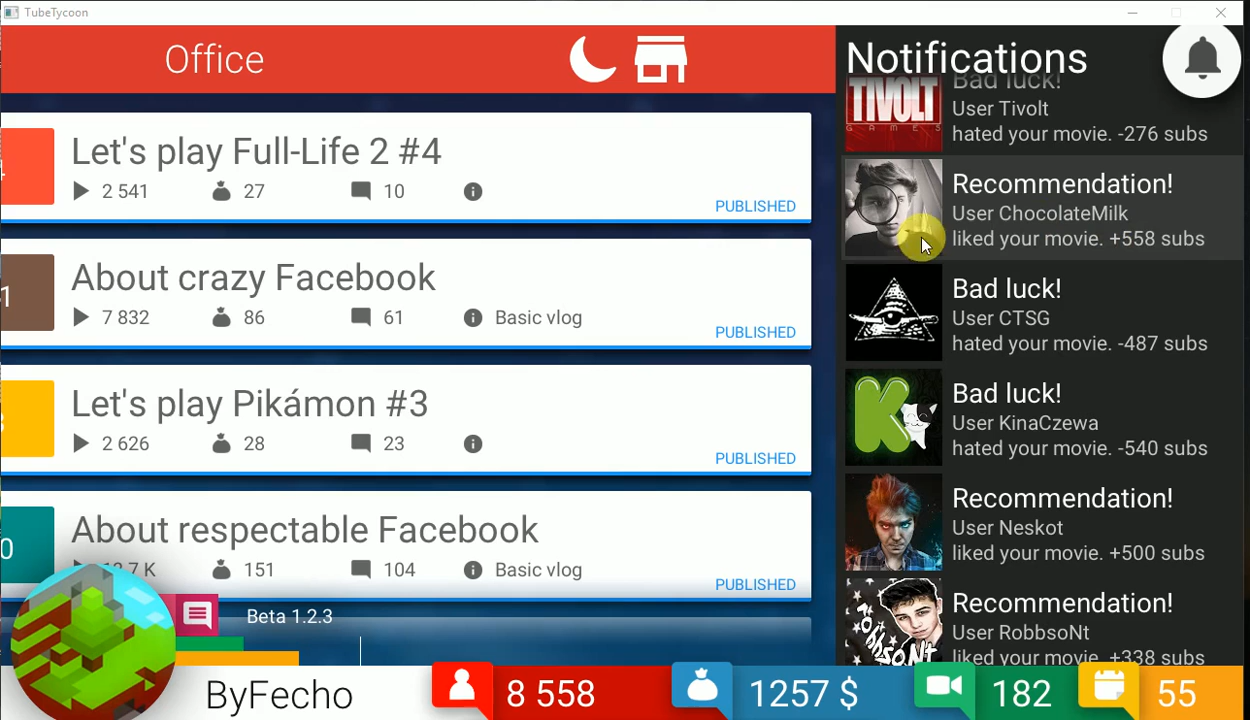 TubeTycoon
Office
Notifications
Let's play Full-Life 2 #4
2 541 27 10
PUBLISHED
About crazy Facebook
7 832 86 61 Basic vlog
PUBLISHED
Let's play Pikámon #3
2 626 28 23
PUBLISHED
About respectable Facebook
151 104 Basic vlog
PUBLISHED
Beta 1.2.3
TIVOLT
GAMES
Bad luck!
User Tivolt
hated your movie. -276 subs
Recommendation!
User ChocolateMilk
liked your movie. +558 subs
Bad luck!
User CTSG
hated your movie. -487 subs
K
Bad luck!
User KinaCzewa
hated your movie. -540 subs
Recommendation!
User Neskot
liked your movie. +500 subs
RobbsoNt
Recommendation!
User RobbsoNt
liked your movie. +338 subs
ByFecho
8 558
1257 $
182
55